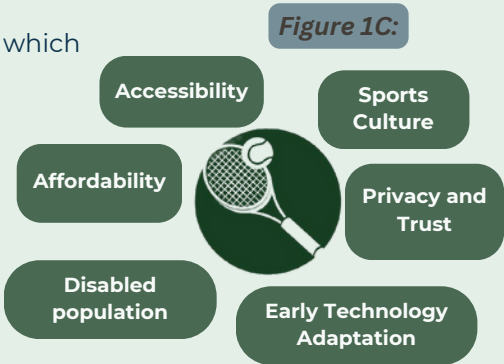 which
Figure 1C:
Accessibility
Sports
Culture
Affordability
Privacy and
Trust
Disabled
population
Early Technology
Adaptation